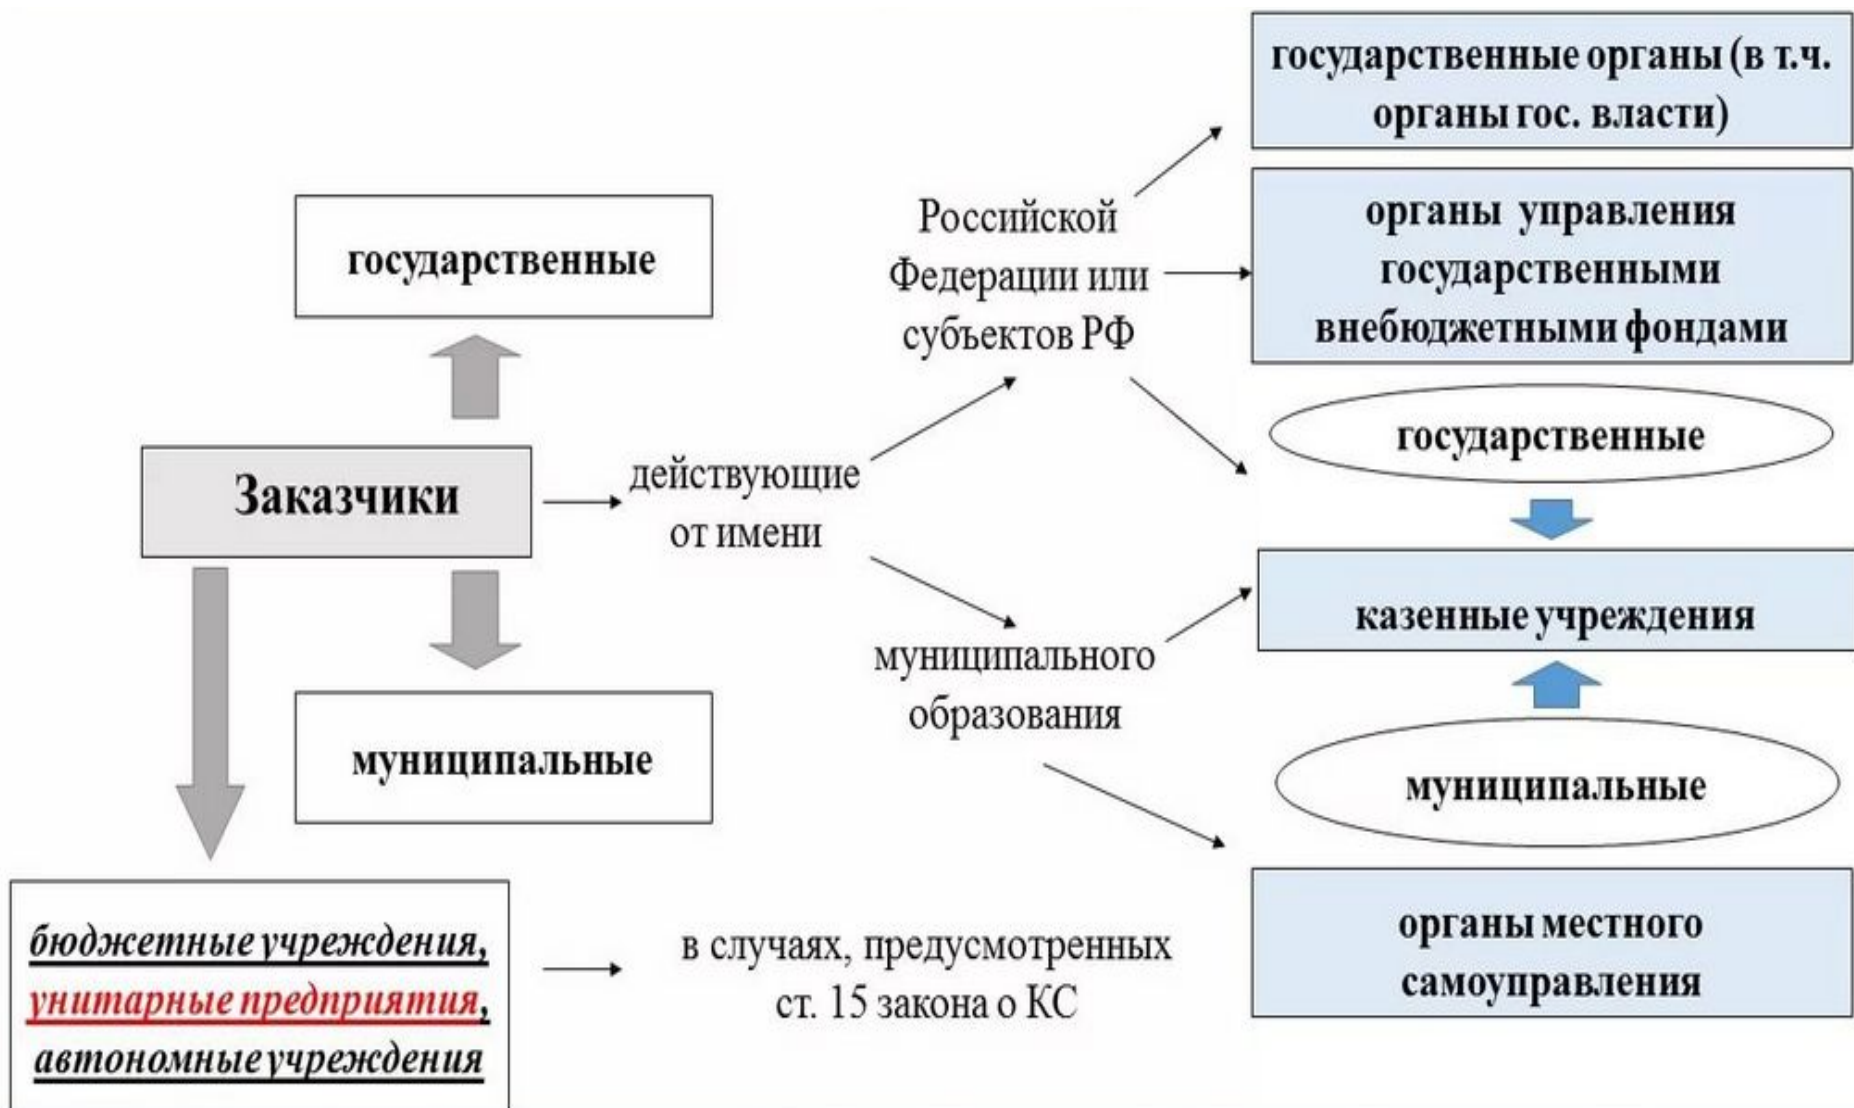 государственные органы (в т.ч.
органы гос. власти)
органы управления
государственными
внебюджетными фондами
Российской
Федерации или
субъектов РФ
государственные
государственные
Заказчики
действующие
от имени
казенные учреждения
муниципального
образования
муниципальные
муниципальные
органы местного
самоуправления
бюджетные учреждения,
унитарные предприятия,
автономные учреждения
в случаях, предусмотренных
ст. 15 закона о КС